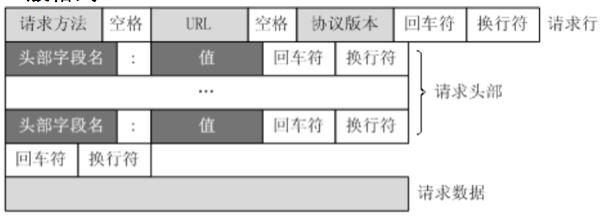 请求方法 空格 URL 空格 协议版本 回车符 换行符 请求行
头部字段名 : 值 回车符 换行符
...
请求头部
头部字段名 : 值 回车符 换行符
回车符 换行符
请求数据